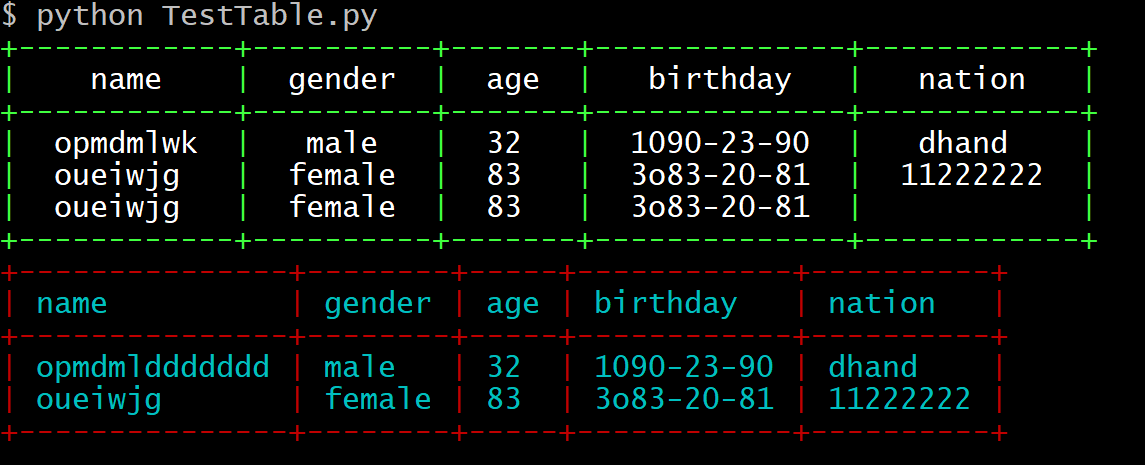 $ python TestTable.py
+------------+----------+-------+--------------+------------+
|    name    |  gender  |  age  |   birthday   |   nation   |
+------------+----------+-------+--------------+------------+
|  opmdmlwk  |   male   |  32   |  1090-23-90  |   dhand    |
|  oueiwjg   |  female  |  83   |  3o83-20-81  |  11222222  |
|  oueiwjg   |  female  |  83   |  3o83-20-81  |            |
+------------+----------+-------+--------------+------------+
+---------------+--------+-----+------------+----------+
| name          | gender | age | birthday   | nation   |
+---------------+--------+-----+------------+----------+
| opmdmlddddddd | male   | 32  | 1090-23-90 | dhand    |
| oueiwjg       | female | 83  | 3o83-20-81 | 11222222 |
+---------------+--------+-----+------------+----------+